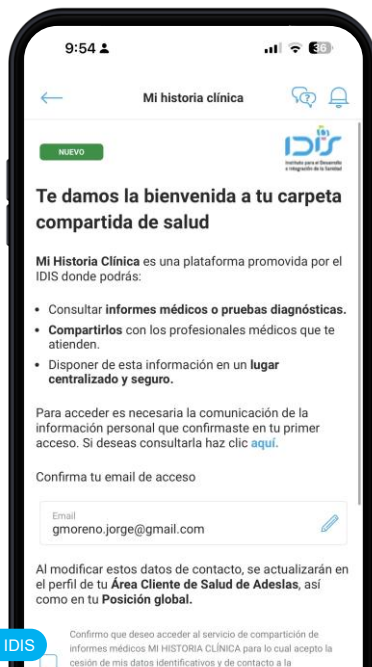 9:54
36
Mi historia clínica
NUEVO
IDIS
Instituto para el Desarrollo
e Integración de la Sanidad
Te damos la bienvenida a tu carpeta
compartida de salud
Mi Historia Clínica es una plataforma promovida por el
IDIS donde podrás:
• Consultar informes médicos o pruebas diagnósticas.
• Compartirlos con los profesionales médicos que te
atienden.
• Disponer de esta información en un lugar
centralizado y seguro.
Para acceder es necesaria la comunicación de la
información personal que confirmaste en tu primer
acceso. Si deseas consultarla haz clic aquí.
Confirma tu email de acceso
Email
gmoreno.jorge@gmail.com
Al modificar estos datos de contacto, se actualizarán en
el perfil de tu Área Cliente de Salud de Adeslas, así
como en tu Posición global.
IDIS
Confirmo que deseo acceder al servicio de compartición de
informes médicos MI HISTORIA CLÍNICA para lo cual acepto la
cesión de mis datos identificativos y de contacto a la